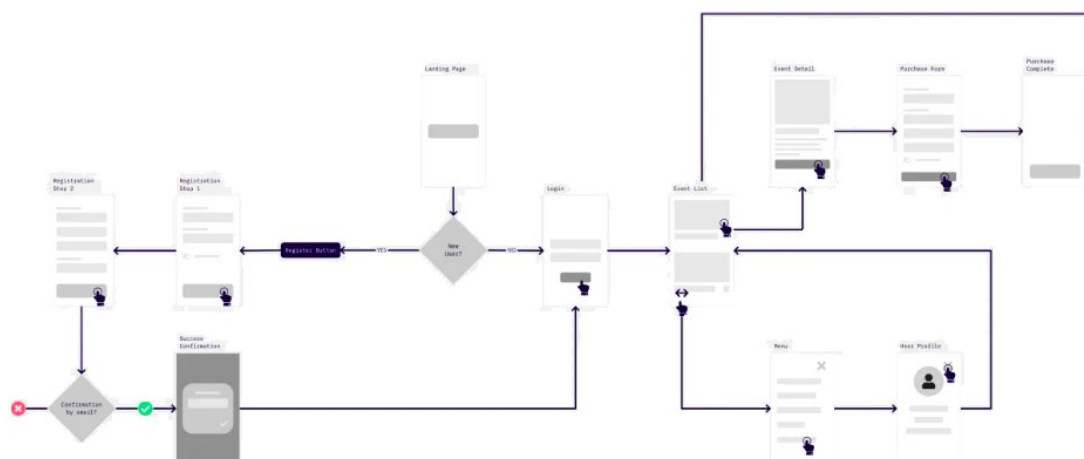 Landing Page
Event Detail
Purchase Form
Purchase
Complete
Registration
Step 2
Registration
Step 1
Login
Event List
New
User?
YES
NO
Register Button
Success
Confirmation
Menu
User Profile
Confirmation
by email?